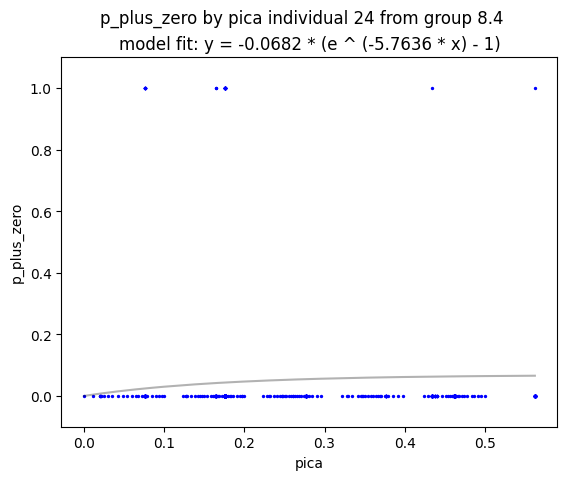 p_plus_zero by pica individual 24 from group 8.4
model fit: y = -0.0682 * (e ^ (-5.7636 * x) - 1)
1.0
0.8
0.6
0.4
0.2
0.0
p_plus_zero
0.0 0.1 0.2 0.3 0.4 0.5
pica